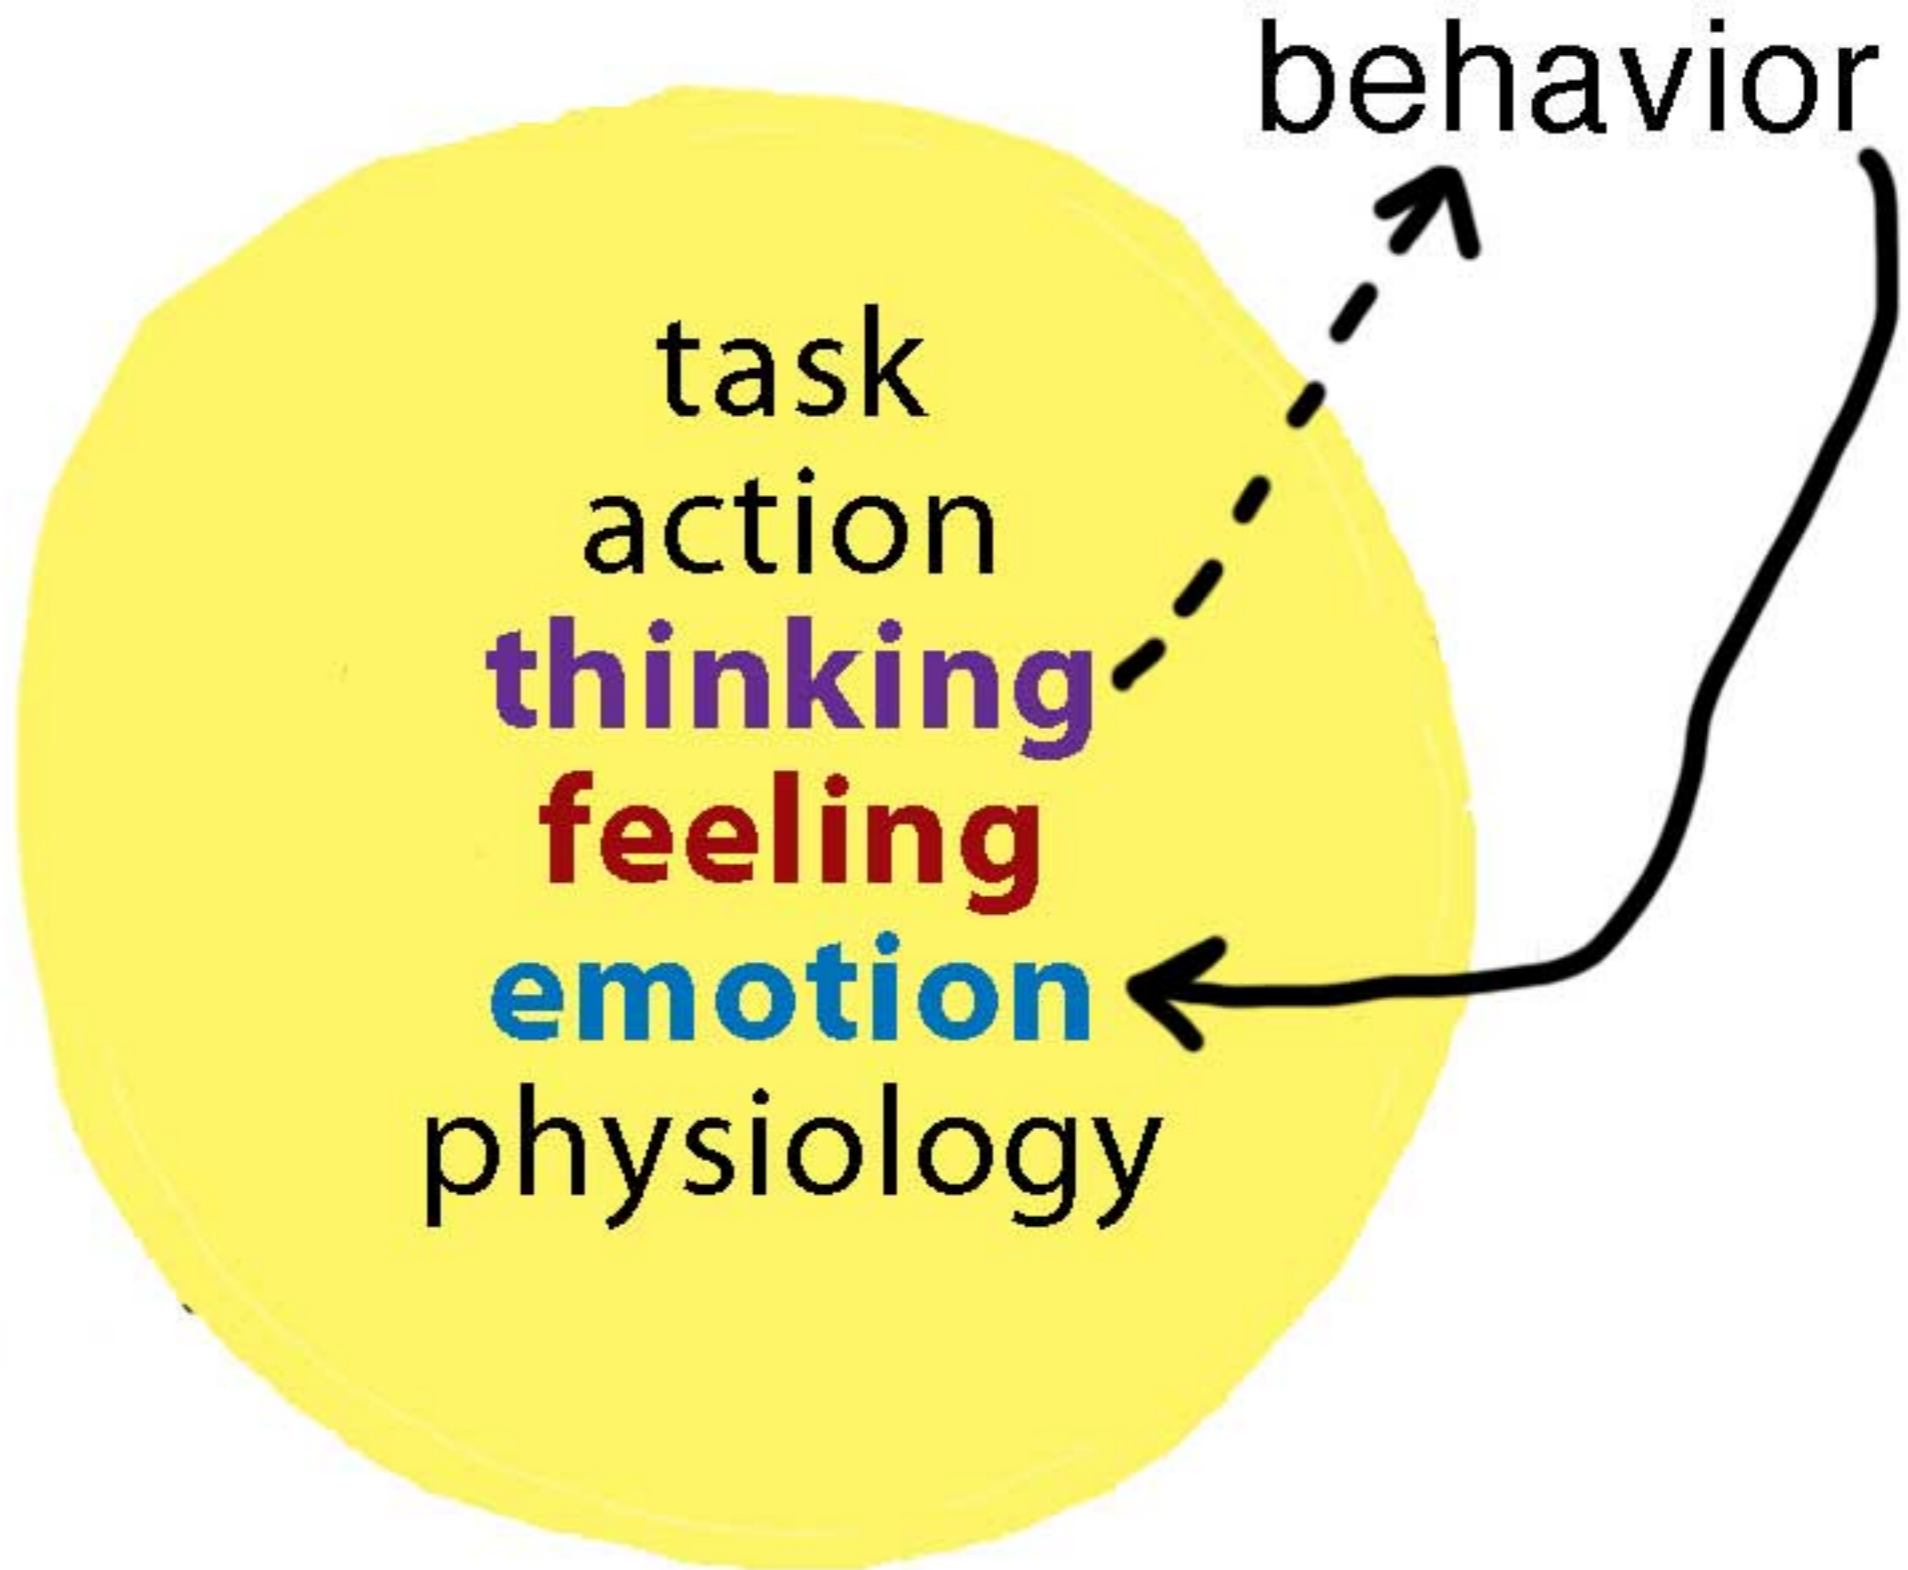 behavior
task
action
thinking
feeling
emotion
physiology